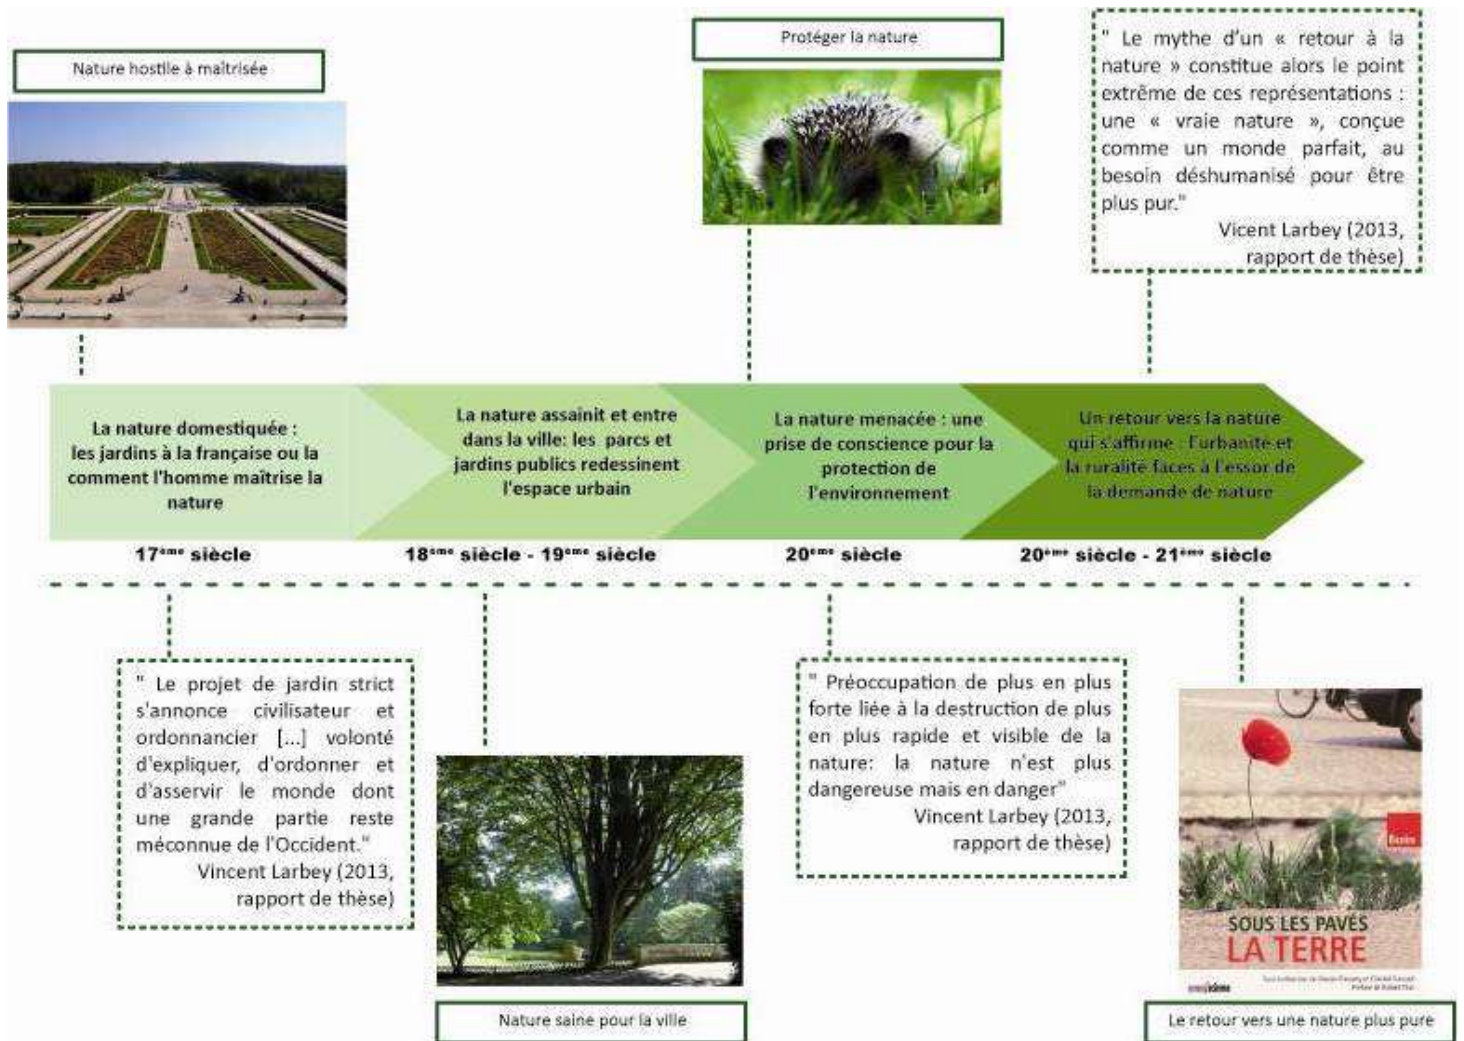 Nature hostile à maîtrisée
Protéger la nature
" Le mythe d'un « retour à la
nature » constitue alors le point
extrême de ces représentations :
une « vraie nature », conçue
comme un monde parfait, au
besoin déshumanisé pour être
plus pur."
Vicent Larbey (2013,
rapport de thèse)
La nature domestiquée :
les jardins à la française ou la
comment l'homme maîtrise la
nature
La nature assainit et entre
dans la ville: les parcs et
jardins publics redessinent
l'espace urbain
La nature menacée : une
prise de conscience pour la
protection de
l'environnement
Un retour vers la nature
qui s'affirme : l'urbanité et
la ruralité faces à l'essor de
la demande de nature
17ème siècle
18ème siècle - 19ème siècle
20ème siècle
20ème siècle - 21ème siècle
" Le projet de jardin strict
s'annonce civilisateur et
ordonnancier [...] volonté
d'expliquer, d'ordonner et
d'asservir le monde dont
une grande partie reste
méconnue de l'Occident."
Vincent Larbey (2013,
rapport de thèse)
" Préoccupation de plus en plus
forte liée à la destruction de plus
en plus rapide et visible de la
nature: la nature n'est plus
dangereuse mais en danger"
Vincent Larbey (2013,
rapport de thèse)
SOUS LES PAVÉS
LA TERRE
Nature saine pour la ville
Le retour vers une nature plus pure